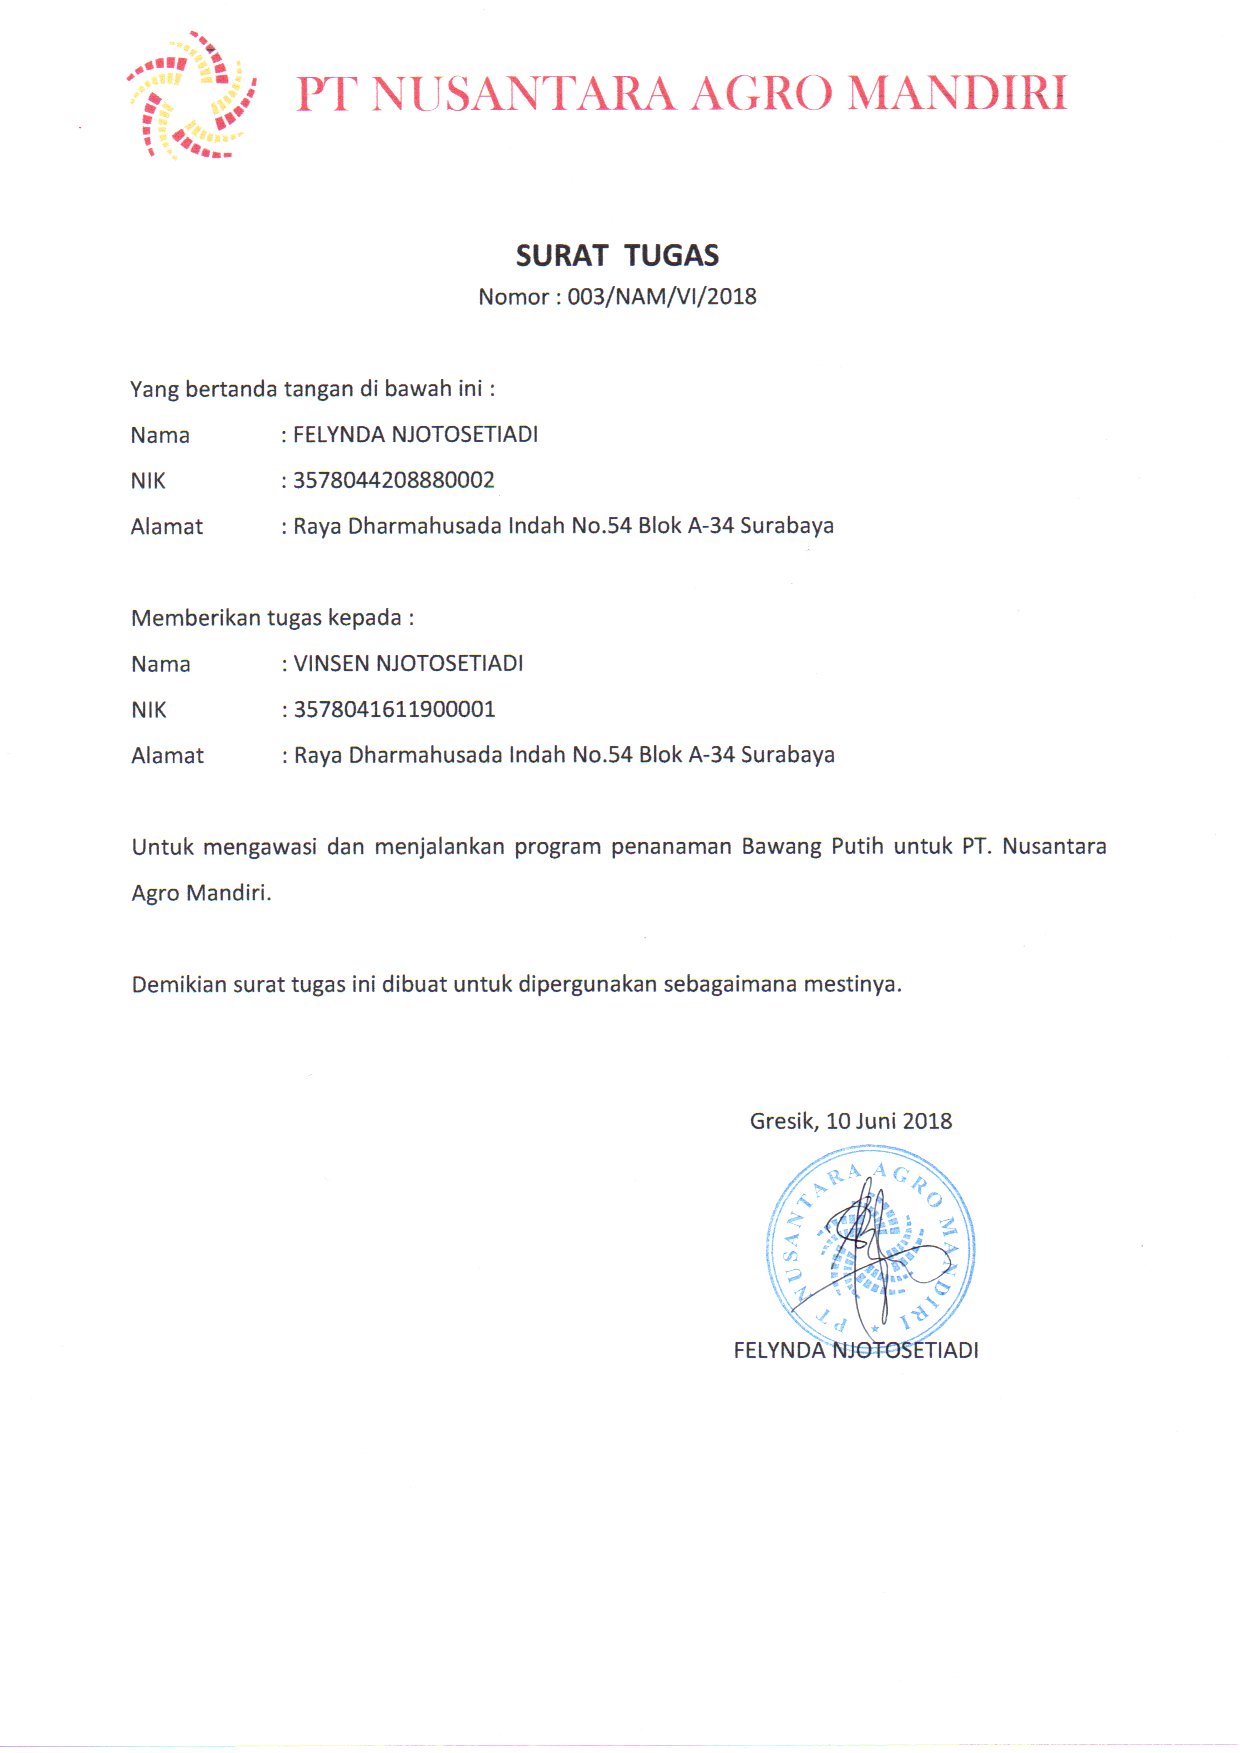 PT NUSANTARA AGRO MANDIRI
SURAT TUGAS
Nomor : 003/NAM/VI/2018
Yang bertanda tangan di bawah ini :
Nama : FELYNDA NJOTOSETIADI
NIK : 3578044208880002
Alamat : Raya Dharmahusada Indah No.54 Blok A-34 Surabaya
Memberikan tugas kepada :
Nama : VINSEN NJOTOSETIADI
NIK : 3578041611900001
Alamat : Raya Dharmahusada Indah No.54 Blok A-34 Surabaya
Untuk mengawasi dan menjalankan program penanaman Bawang Putih untuk PT. Nusantara
Agro Mandiri.
Demikian surat tugas ini dibuat untuk dipergunakan sebagaimana mestinya.
Gresik, 10 Juni 2018
PT NUSANTARA AGRO MANDIRI *
FELYNDA NJOTOSETIADI